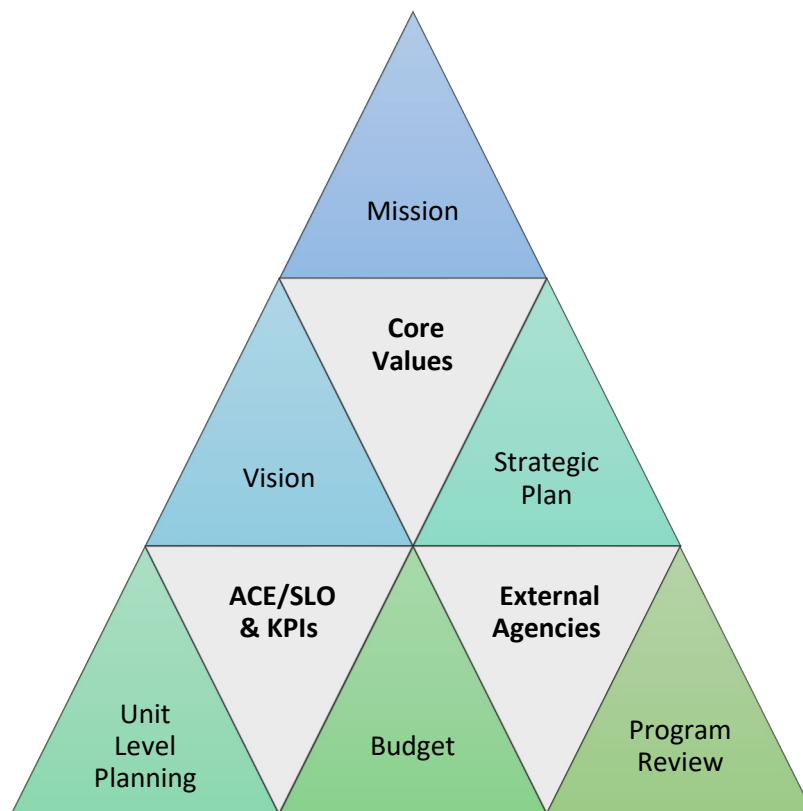 Mission
Core
Values
Vision
Strategic
Plan
ACE/SLO
& KPIs
External
Agencies
Unit
Level
Planning
Budget
Program
Review